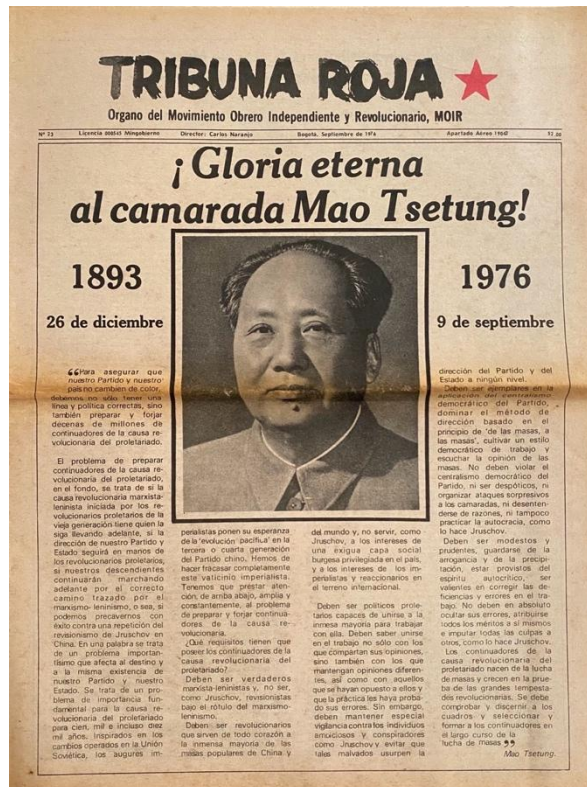 TRIBUNA ROJA
Organo del Movimiento Obrero Independiente y Revolucionario, MOIR
Director: Carlos Naranjo Bogotá, Septiembre de 1976 Apartado Aéreo
¡Gloria eterna
al camarada Mao Tsetung!
1893
26 de diciembre
1976
9 de septiembre
“Para asegurar que
nuestro Partido y nuestro
país no cambien de color,
debemos no sólo tener una
línea y política correctas, sino
también preparar y forjar
decenas de millones de
continuadores de la causa re-
volucionaria del proletariado.
El problema de preparar
continuadores de la causa re-
volucionaria del proletariado,
en el fondo, se trata de si la
causa revolucionaria marxista-
leninista iniciada por los re-
volucionarios proletarios de la
vieja generación tiene quien la
siga llevando adelante, si la
dirección de nuestro Partido y
Estado seguirá en manos de
los revolucionarios proletarios,
si nuestros descendientes
continuarán marchando
adelante por el correcto
camino trazado por el
marxismo-leninismo, o sea, si
podemos precavernos con
éxito contra una repetición del
revisionismo de Jruschov en
China. En una palabra se trata
de un problema importan-
tísimo que afecta al destino y
a la misma existencia de
nuestro Partido y nuestro
Estado. Se trata de un pro-
blema de importancia fun-
damental para la causa re-
volucionaria del proletariado
para cien, mil e incluso diez
mil años. Inspirados en los
cambios operados en la Unión
Soviética, los augures im-
perialistas ponen su esperanza
de la 'evolución pacífica' en la
tercera o cuarta generación
del Partido chino. Hemos de
hacer fracasar completamente
este vaticinio imperialista.
Tenemos que prestar aten-
ción, de arriba abajo, amplia y
constantemente, al problema
de preparar y forjar continua-
dores de la causa re-
volucionaria.
¿Qué requisitos tienen que
poseer los continuadores de la
causa revolucionaria del
proletariado?
Deben ser verdaderos
marxista-leninistas y, no ser,
como Jruschov, revisionistas
bajo el rótulo del marxismo-
leninismo.
Deben ser revolucionarios
que sirven de todo corazón a
la inmensa mayoría de las
masas populares de China y
del mundo y, no servir, como
Jruschov, a los intereses de
una exigua capa social
burgesa privilegiada en el país,
y a los intereses de los im-
perialistas y reaccionarios en
el terreno internacional.
Deben ser políticos prole-
tarios capaces de unirse a la
inmensa mayoría para trabajar
con ella. Deben saber unirse
en el trabajo no sólo con los
que compartan sus opiniones,
sino también con los que
mantengan opiniones diferen-
tes, así como con aquellos
que se hayan opuesto a ellos y
que la práctica les haya proba-
do sus errores. Sin embargo,
deben mantener especial
vigilancia contra los individuos
ambiciosos y conspiradores
como Jruschov y evitar que
tales malvados usurpen la
dirección del Partido y del
Estado a ningún nivel.
Deben ser ejemplares en la
aplicación del centralismo
democrático del Partido,
dominar el método de
dirección basado en el
principio de 'de las masas, a
las masas', cultivar un estilo
democrático de trabajo y
escuchar la opinión de las
masas. No deben violar el
centralismo democrático del
Partido, ni ser despóticos, ni
organizar ataques sorpresivos
a los camaradas, ni desenten-
derse de razones, ni tampoco
practicar la autocracia, como
lo hace Jruschov.
Deben ser modestos y
prudentes, guardarse de la
arrogancia y de la precipi-
tación, estar provistos del
espíritu autocrítico, ser
valientes en corregir las de-
ficiencias y errores en el tra-
bajo. No deben en absoluto
ocultar sus errores, atribuirse
todos los méritos a sí mismos
e imputar todas las culpas a
otros, como lo hace Jruschov.
Los continuadores de la
causa revolucionaria del
proletariado nacen de la lucha
de masas y crecen en la prue-
ba de las grandes tempesta-
des revolucionarias. Se debe
comprobar y discernir a los
cuadros y seleccionar y
formar a los continuadores en
el largo curso de la
lucha de masas”
Mao Tsetung.